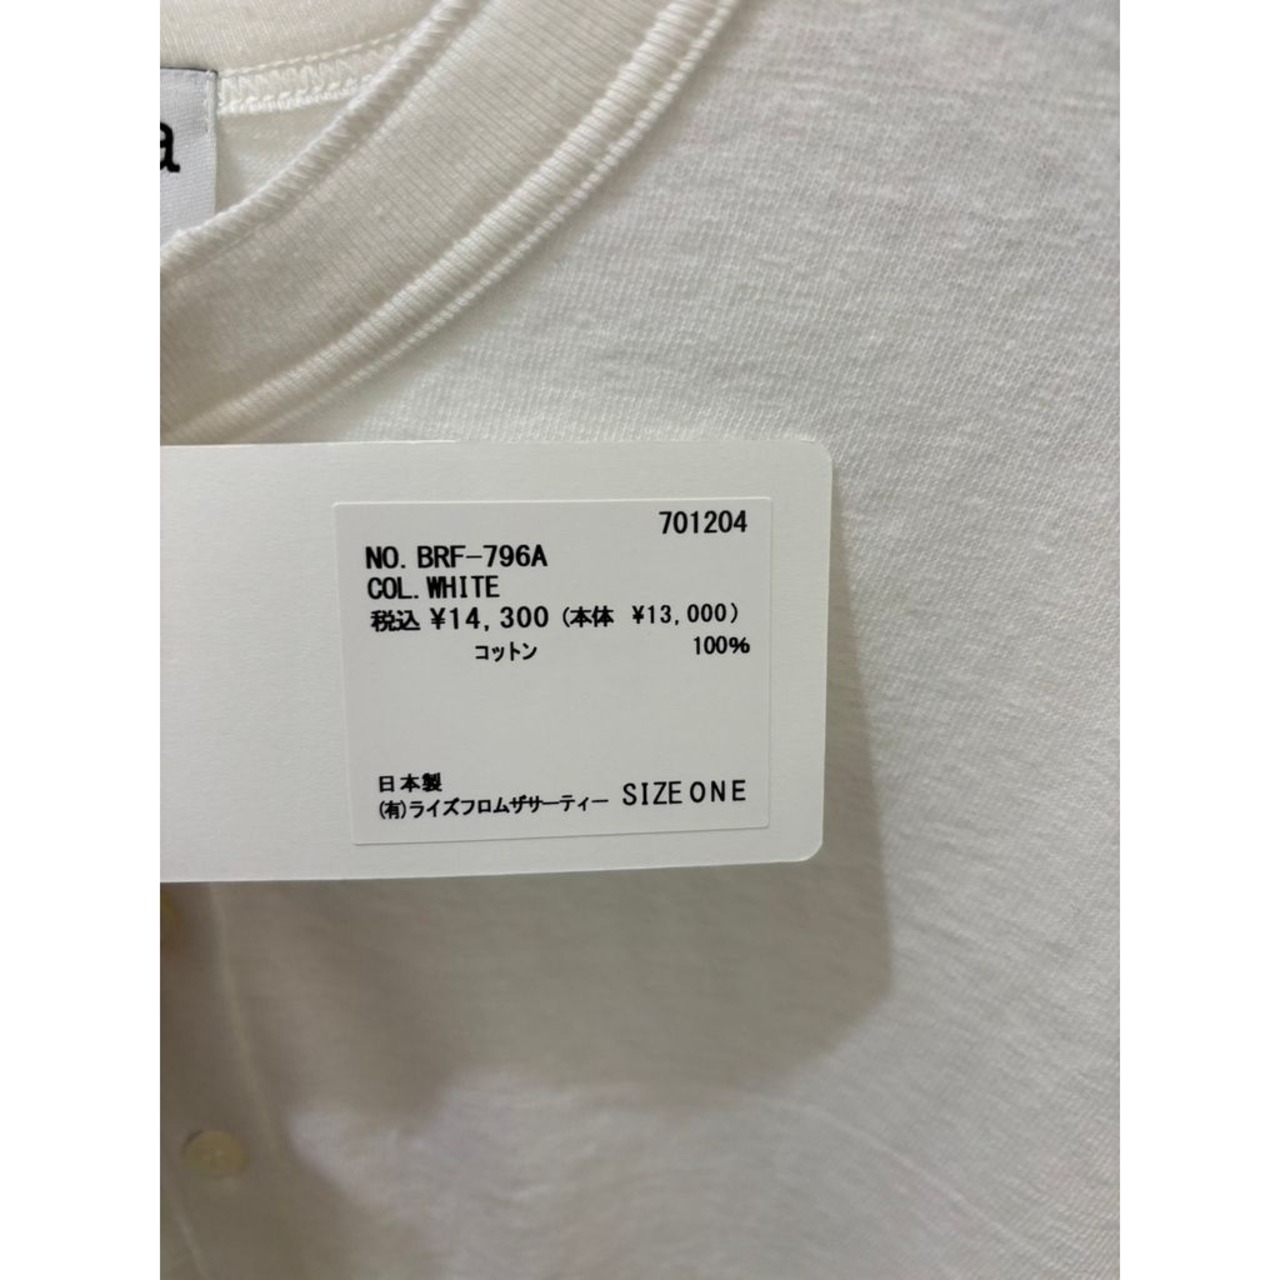 701204
NO. BRF-796A
COL. WHITE
税込 ¥14,300 (本体 ¥13,000)
コットン 100%
日本製
(有)ライズフロムザサーティー SIZE ONE